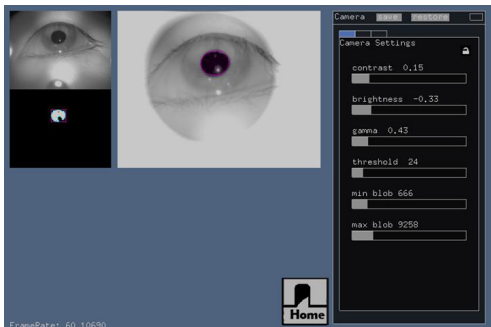 Camera save restore
Camera Settings
contrast 0.15
brightness -0.33
gamma 0.43
threshold 24
min blob 666
max blob 9258
Home
FrameRate: 60.10690